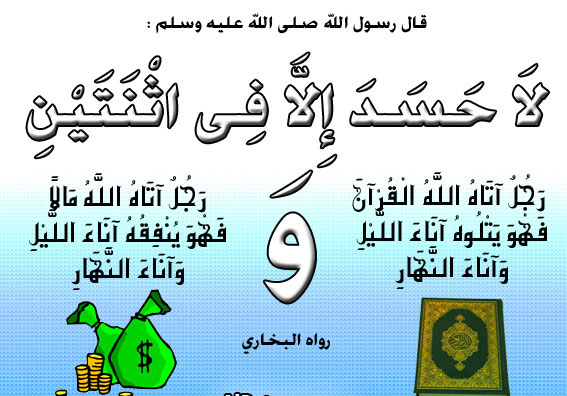 قال رسول الله صلى الله عليه وسلم :
لَا حَسَدَ إِلَّا فِى اثْنَتَيْنِ
رَجُلٌ آتَاهُ اللَّهُ الْقُرْآنَ
فَهْوَ يَتْلُوهُ آنَاءَ اللَّيْلِ
وَآنَاءَ النَّهَارِ
وَ
رَجُلٌ آتَاهُ اللَّهُ مَالًا
فَهْوَ يُنْفِقُهُ آنَاءَ اللَّيْلِ
وَآنَاءَ النَّهَارِ
رواه البخاري
$